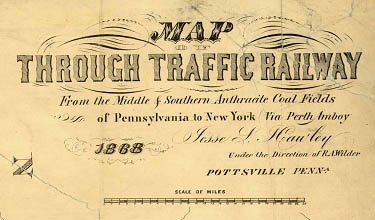 MAP
OF
THROUGH TRAFFIC RAILWAY
From the Middle & Southern Anthracite Coal Fields
of Pennsylvania to New York Via Perth Amboy
Jesse L Hawley
1868
Under the Direction of R.A.Wilder
POTTSVILLE PENNA.
SCALE OF MILES
N